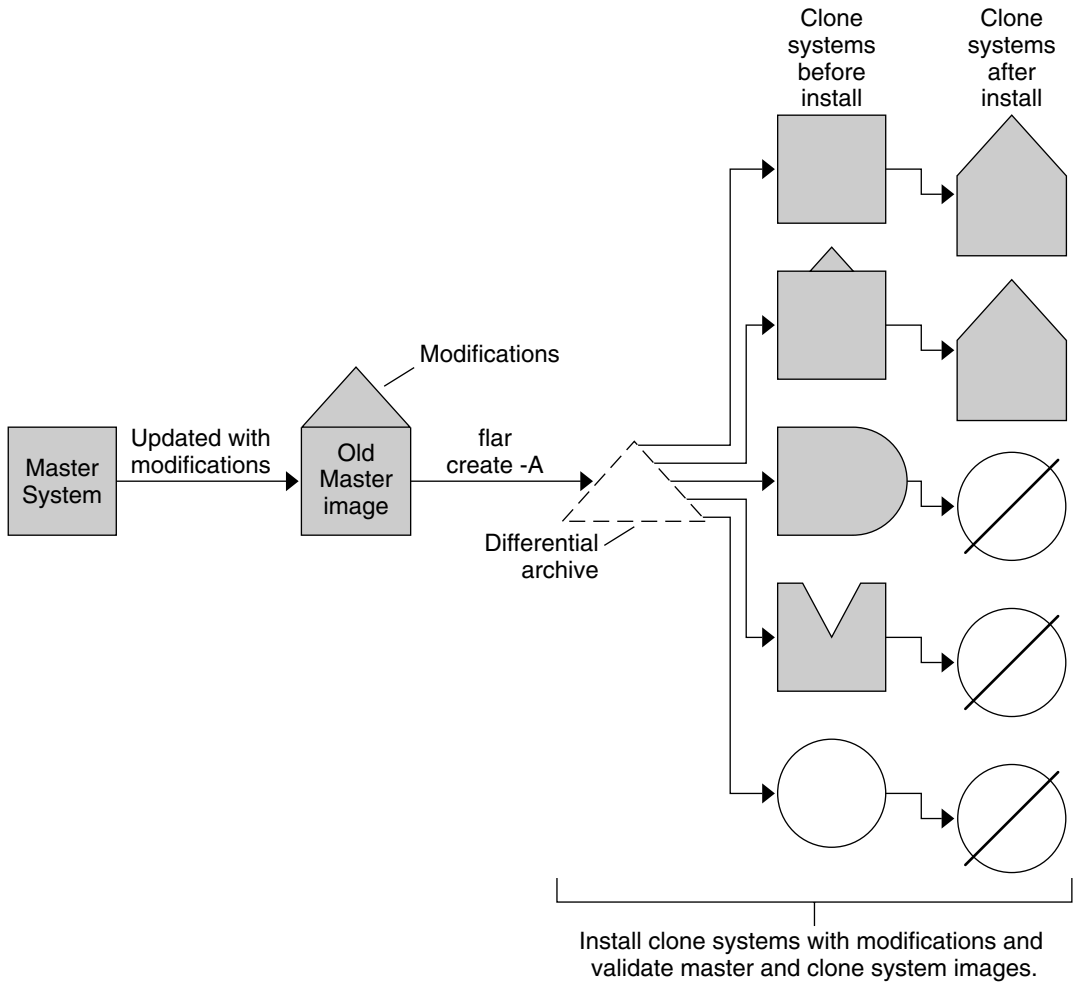 Clone
systems
before
install
Clone
systems
after
install
Modifications
Master
System
Updated with
modifications
Old
Master
image
flar
create -A
Differential
archive
Install clone systems with modifications and
validate master and clone system images.